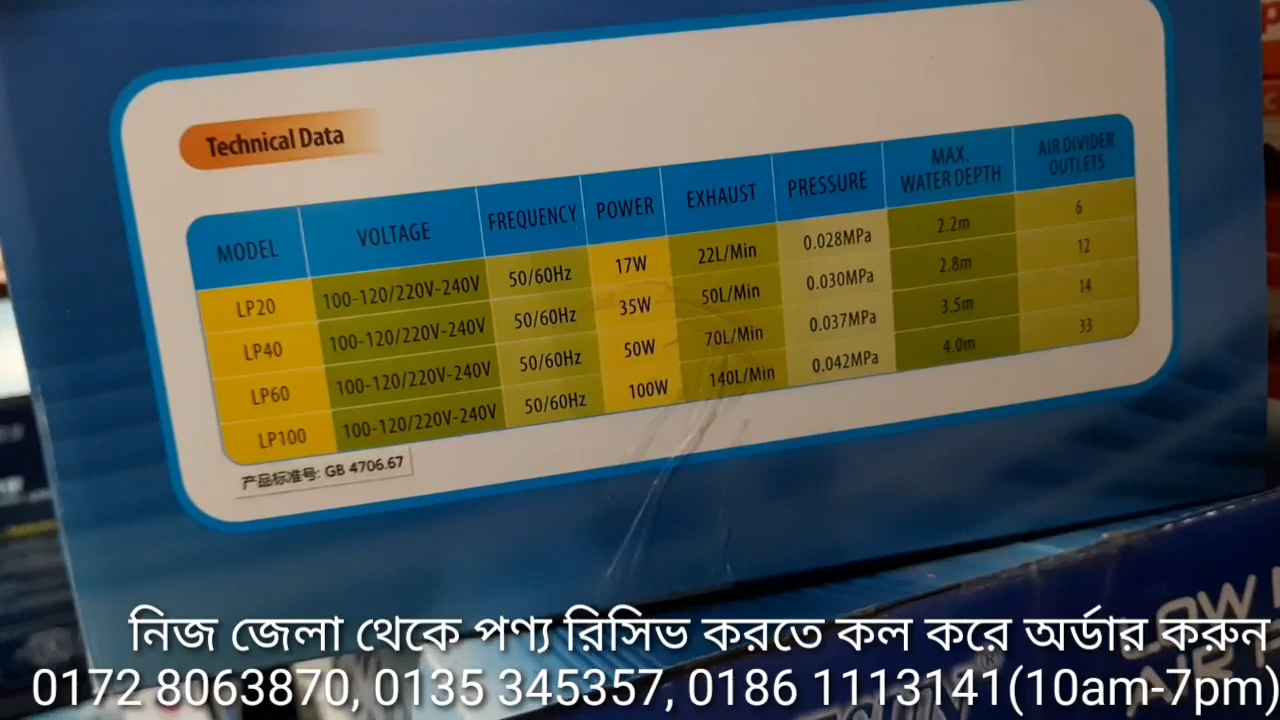 Technical Data
MODEL VOLTAGE FREQUENCY POWER EXHAUST PRESSURE MAX. WATER DEPTH AIR DIVIDER OUTLETS
LP20 100-120/220V-240V 50/60Hz 17W 22L/Min 0.028MPa 2.2m 6
LP40 100-120/220V-240V 50/60Hz 35W 50L/Min 0.030MPa 2.8m 12
LP60 100-120/220V-240V 50/60Hz 50W 70L/Min 0.037MPa 3.5m 14
LP100 100-120/220V-240V 50/60Hz 100W 140L/Min 0.042MPa 4.0m 33
产品标准号: GB 4706.67
LOW
AIR
নিজ জেলা থেকে পণ্য রিসিভ করতে কল করে অর্ডার করুন
0172 8063870, 0135 345357, 0186 1113141(10am-7pm)